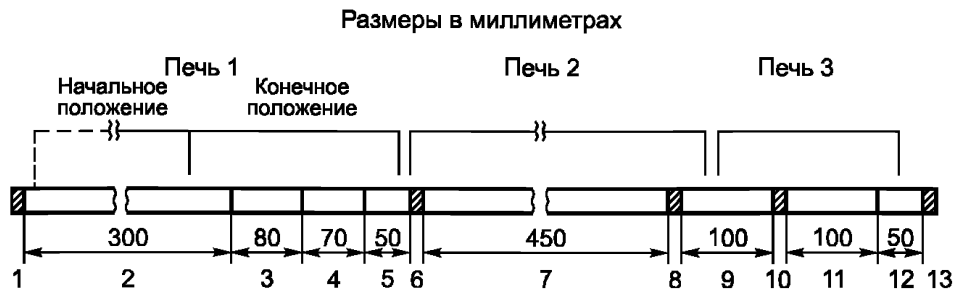 Размеры в миллиметрах
Печь 1
Печь 2
Печь 3
Начальное
положение
Конечное
положение
300
80
70
50
450
100
100
50
1 2 3 4 5 6 7 8 9 10 11 12 13